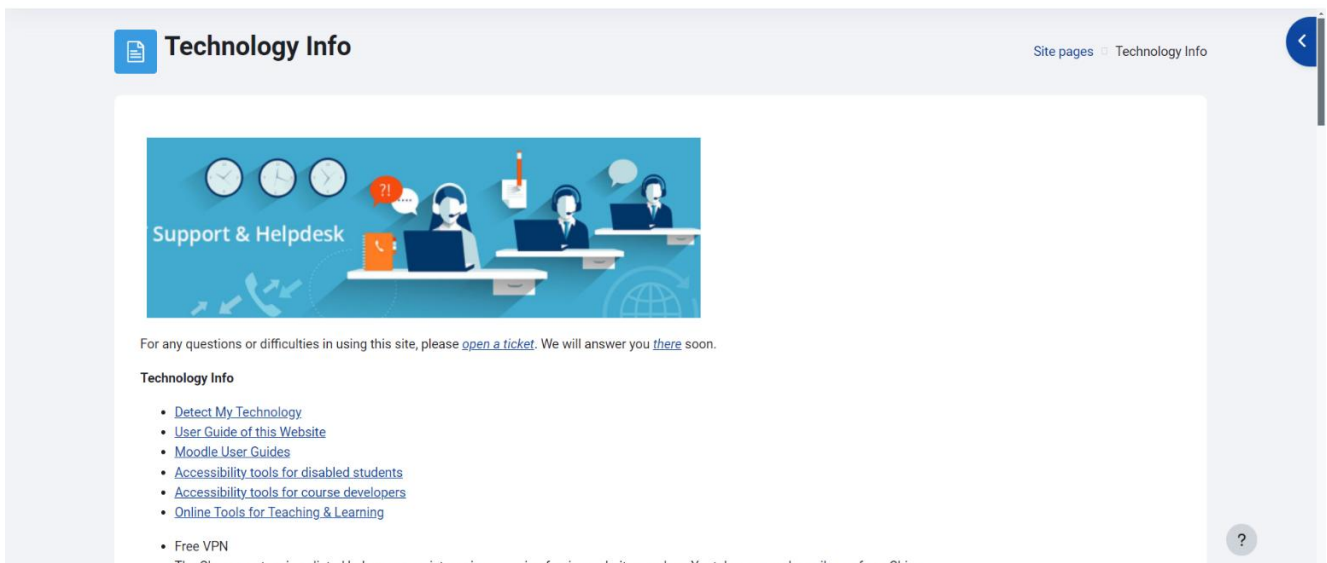 Technology Info
Site pages Technology Info
?!
Support & Helpdesk
For any questions or difficulties in using this site, please open a ticket. We will answer you there soon.
Technology Info
Detect My Technology
User Guide of this Website
Moodle User Guides
Accessibility tools for disabled students
Accessibility tools for course developers
Online Tools for Teaching & Learning
Free VPN
?